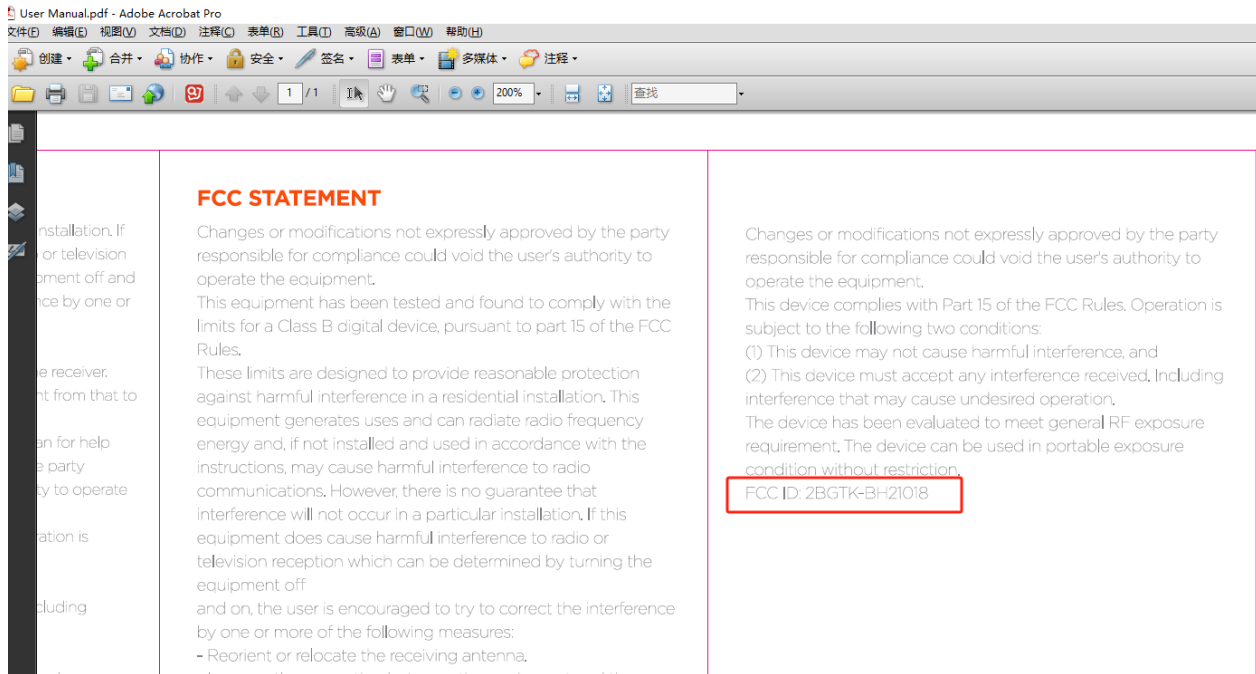 User Manual.pdf - Adobe Acrobat Pro
文件(F) 编辑(E) 视图(V) 文档(D) 注释(C) 表单(R) 工具(T) 高级(A) 窗口(W) 帮助(H)
创建 合并 协作 安全 签名 表单 多媒体 注释
1 / 1 200% 查找
nstallation. If
or television
pment off and
nce by one or
e receiver.
nt from that to
an for help
e party
ty to operate
ration is
cluding
FCC STATEMENT
Changes or modifications not expressly approved by the party
responsible for compliance could void the user's authority to
operate the equipment.
This equipment has been tested and found to comply with the
limits for a Class B digital device, pursuant to part 15 of the FCC
Rules.
These limits are designed to provide reasonable protection
against harmful interference in a residential installation. This
equipment generates uses and can radiate radio frequency
energy and, if not installed and used in accordance with the
instructions, may cause harmful interference to radio
communications. However, there is no guarantee that
interference will not occur in a particular installation. If this
equipment does cause harmful interference to radio or
television reception which can be determined by turning the
equipment off
and on, the user is encouraged to try to correct the interference
by one or more of the following measures:
- Reorient or relocate the receiving antenna.
Changes or modifications not expressly approved by the party
responsible for compliance could void the user's authority to
operate the equipment.
This device complies with Part 15 of the FCC Rules. Operation is
subject to the following two conditions:
(1) This device may not cause harmful interference, and
(2) This device must accept any interference received, Including
interference that may cause undesired operation.
The device has been evaluated to meet general RF exposure
requirement, The device can be used in portable exposure
condition without restriction.
FCC ID: 2BGTK-BH21018